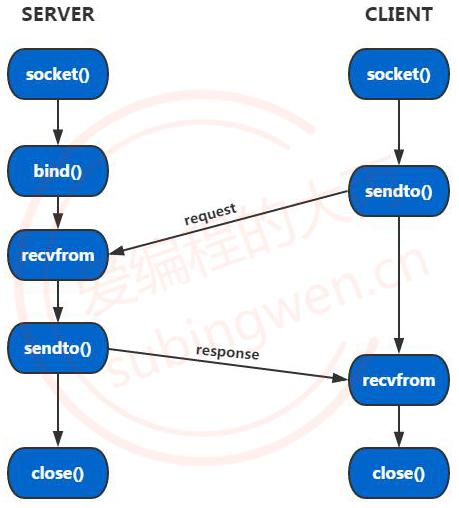 SERVER
CLIENT
socket()
socket()
bind()
sendto()
request
recvfrom
sendto()
response
recvfrom
close()
close()
爱编程的大丙
subingwen.cn